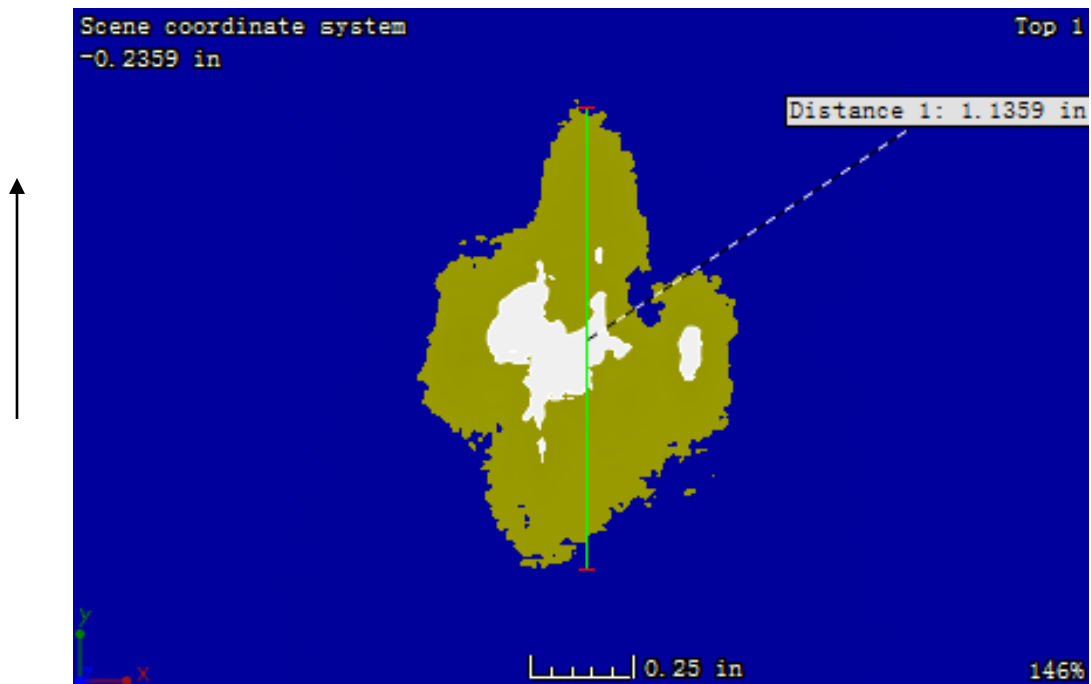 Scene coordinate system
Top 1
-0.2359 in
Distance 1: 1.1359 in
y
x
0.25 in
146%